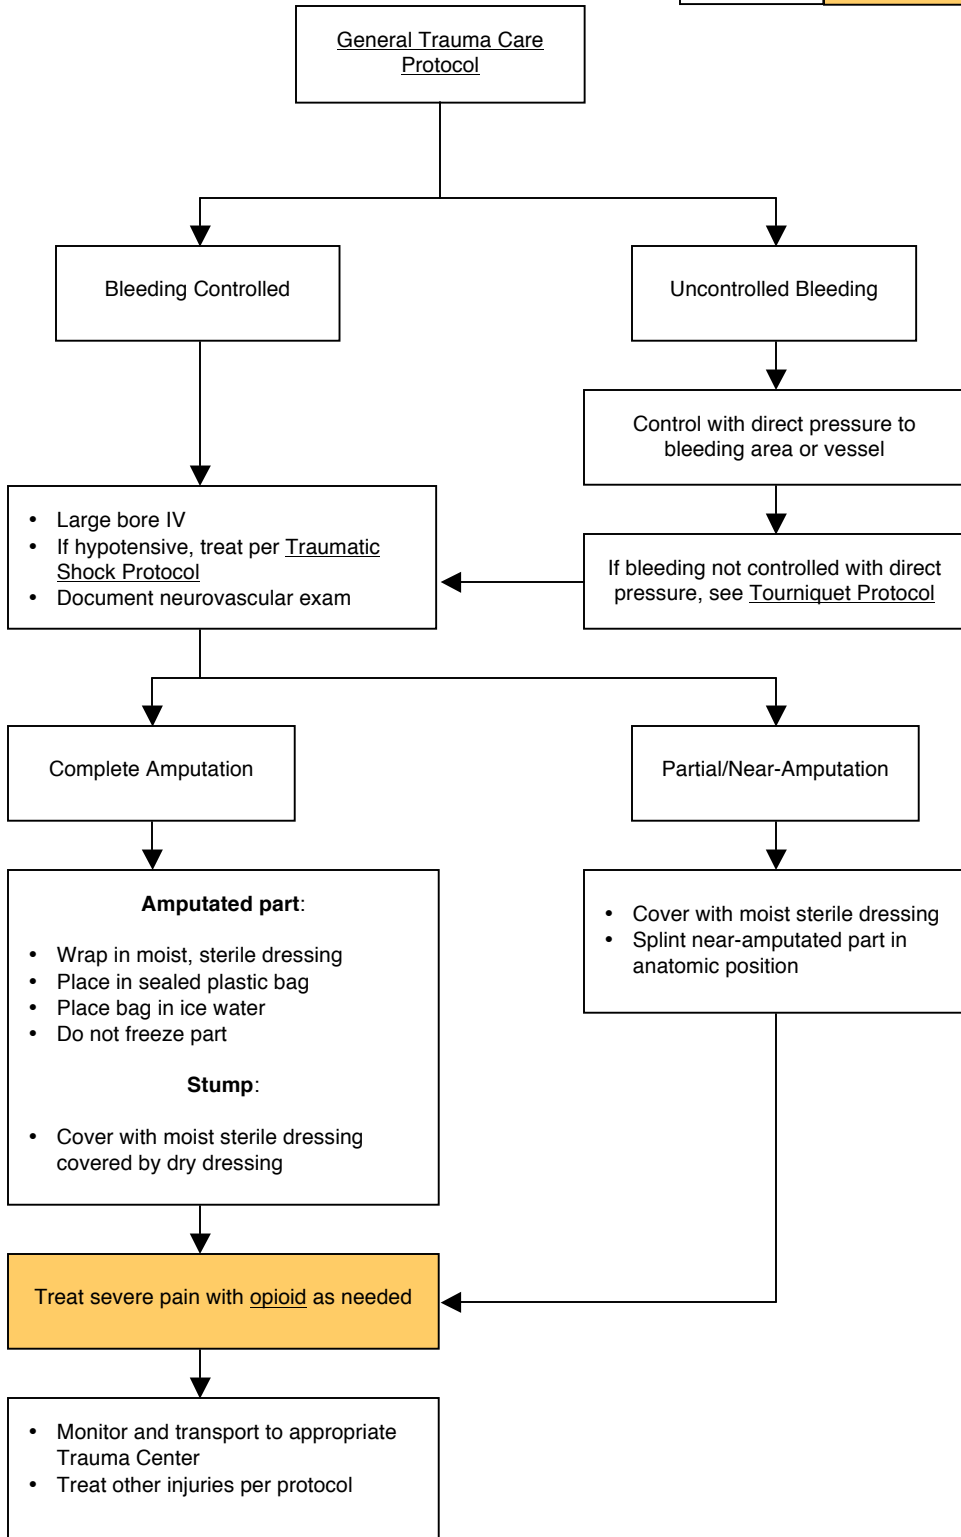 General Trauma Care
Protocol
Bleeding Controlled
Uncontrolled Bleeding
Control with direct pressure to
bleeding area or vessel
• Large bore IV
• If hypotensive, treat per Traumatic
Shock Protocol
• Document neurovascular exam
If bleeding not controlled with direct
pressure, see Tourniquet Protocol
Complete Amputation
Partial/Near-Amputation
Amputated part:
• Wrap in moist, sterile dressing
• Place in sealed plastic bag
• Place bag in ice water
• Do not freeze part
Stump:
• Cover with moist sterile dressing
covered by dry dressing
• Cover with moist sterile dressing
• Splint near-amputated part in
anatomic position
Treat severe pain with opioid as needed
• Monitor and transport to appropriate
Trauma Center
• Treat other injuries per protocol